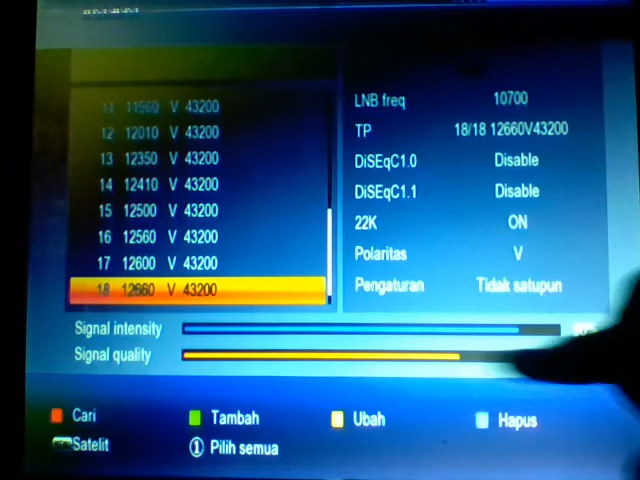 11 11960 V 43200
12 12010 V 43200
13 12350 V 43200
14 12410 V 43200
15 12500 V 43200
16 12560 V 43200
17 12600 V 43200
18 12660 V 43200
LNB freq 10700
TP 18/18 12660V43200
DiSEqC1.0 Disable
DiSEqC1.1 Disable
22K ON
Polaritas V
Pengaturan Tidak satupun
Signal intensity
Signal quality
Cari Tambah Ubah Hapus
Satelit 1 Pilih semua